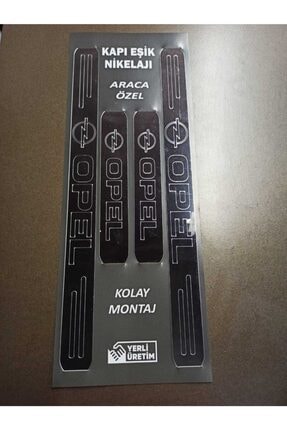 KAPI EŞİK
NİKELAJI
ARACA
ÖZEL
OPEL
OPEL
OPEL
OPEL
KOLAY
MONTAJ
YERLİ
ÜRETİM